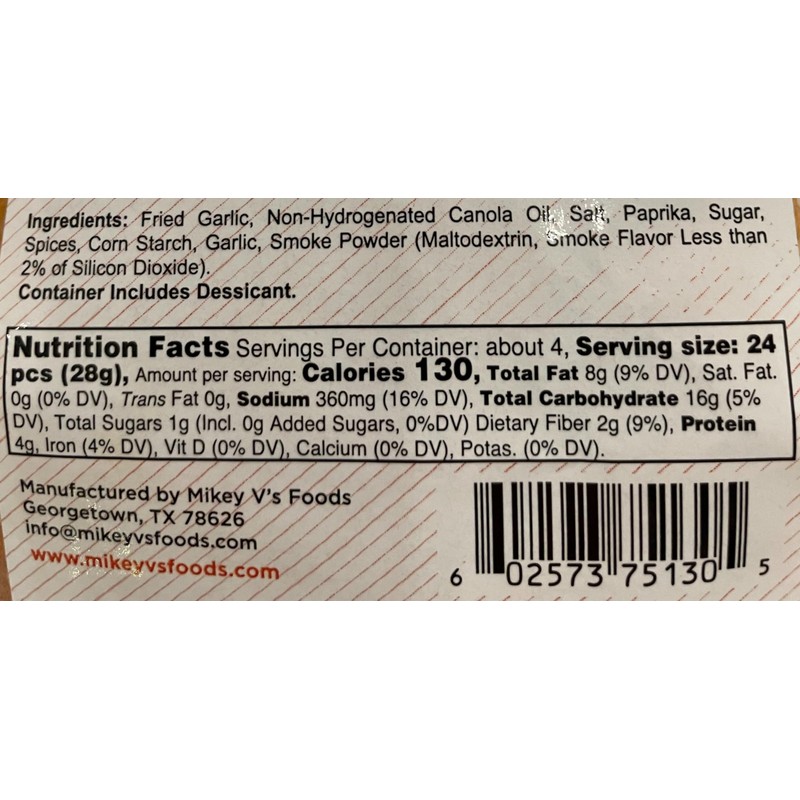 Ingredients: Fried Garlic, Non-Hydrogenated Canola Oil, Salt, Paprika, Sugar,
Spices, Corn Starch, Garlic, Smoke Powder (Maltodextrin, Smoke Flavor Less than
2% of Silicon Dioxide).
Container Includes Dessicant.
Nutrition Facts Servings Per Container: about 4, Serving size: 24
pcs (28g), Amount per serving: Calories 130, Total Fat 8g (9% DV), Sat. Fat.
0g (0% DV), Trans Fat 0g, Sodium 360mg (16% DV), Total Carbohydrate 16g (5%
DV), Total Sugars 1g (Incl. 0g Added Sugars, 0%DV) Dietary Fiber 2g (9%), Protein
4g, Iron (4% DV), Vit D (0% DV), Calcium (0% DV), Potas. (0% DV).
Manufactured by Mikey V's Foods
Georgetown, TX 78626
info@mikeyvsfoods.com
www.mikeyvsfoods.com
6 02573 75130 5